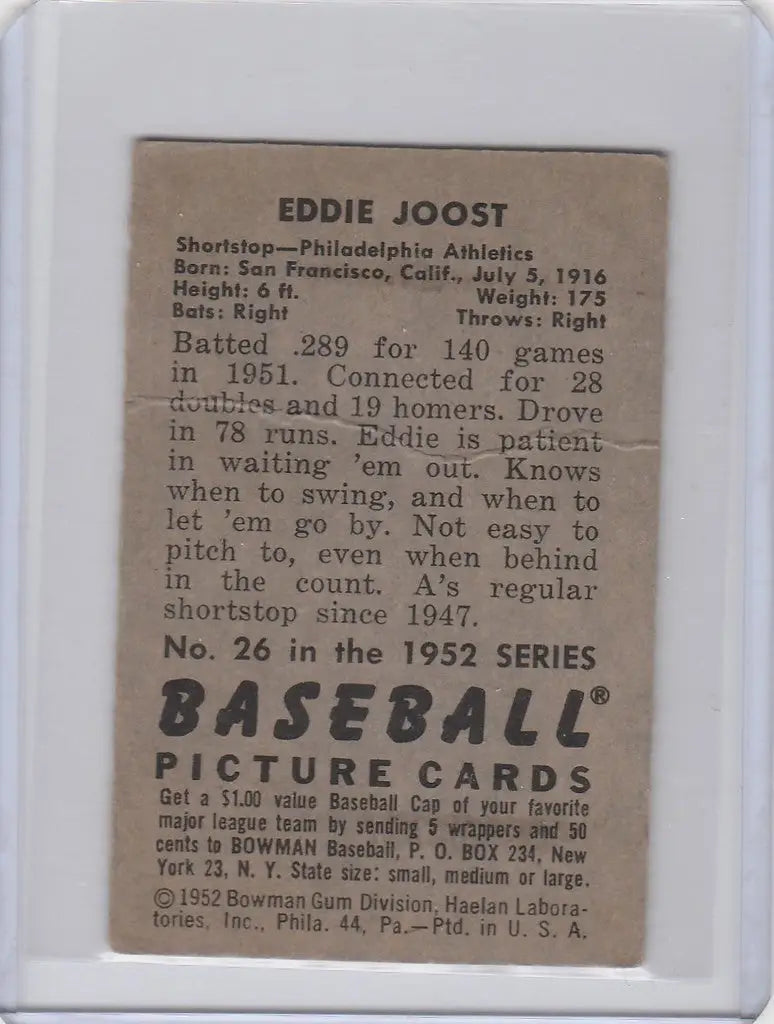 EDDIE JOOST
Shortstop—Philadelphia Athletics
Born: San Francisco, Calif., July 5, 1916
Height: 6 ft. Weight: 175
Bats: Right Throws: Right
Batted .289 for 140 games
in 1951. Connected for 28
doubles and 19 homers. Drove
in 78 runs. Eddie is patient
in waiting 'em out. Knows
when to swing, and when to
let 'em go by. Not easy to
pitch to, even when behind
in the count. A's regular
shortstop since 1947.
No. 26 in the 1952 SERIES
BASEBALL®
PICTURE CARDS
Get a $1.00 value Baseball Cap of your favorite
major league team by sending 5 wrappers and 50
cents to BOWMAN Baseball, P. O. BOX 234, New
York 23, N. Y. State size: small, medium or large.
©1952 Bowman Gum Division, Haelan Labora-
tories, Inc., Phila. 44, Pa.—Ptd. in U. S. A.